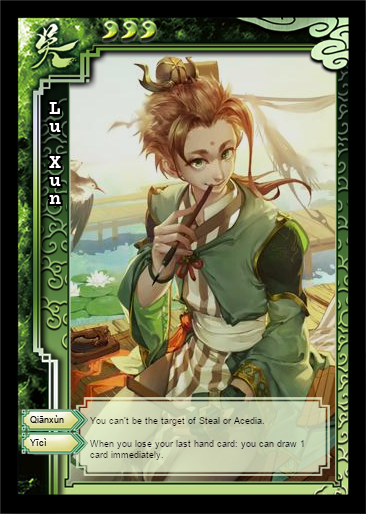 吴
Lu Xun
Qiānxùn
You can't be the target of Steal or Acedia.
Yīcì
When you lose your last hand card: you can draw 1
card immediately.